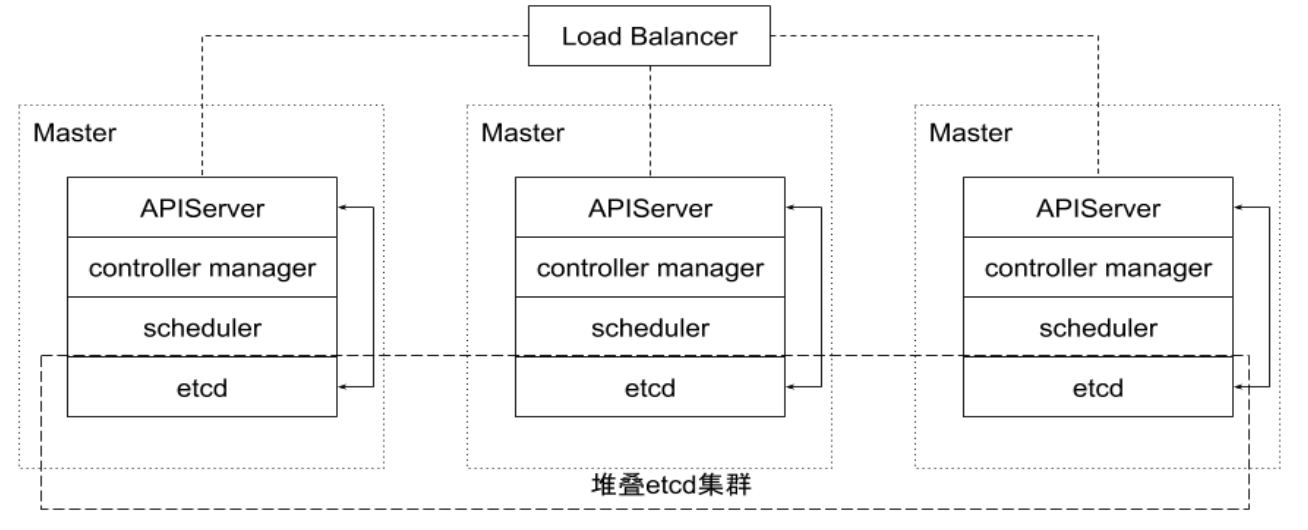 Load Balancer
Master
APIServer
controller manager
scheduler
etcd
Master
APIServer
controller manager
scheduler
etcd
Master
APIServer
controller manager
scheduler
etcd
堆叠etcd集群